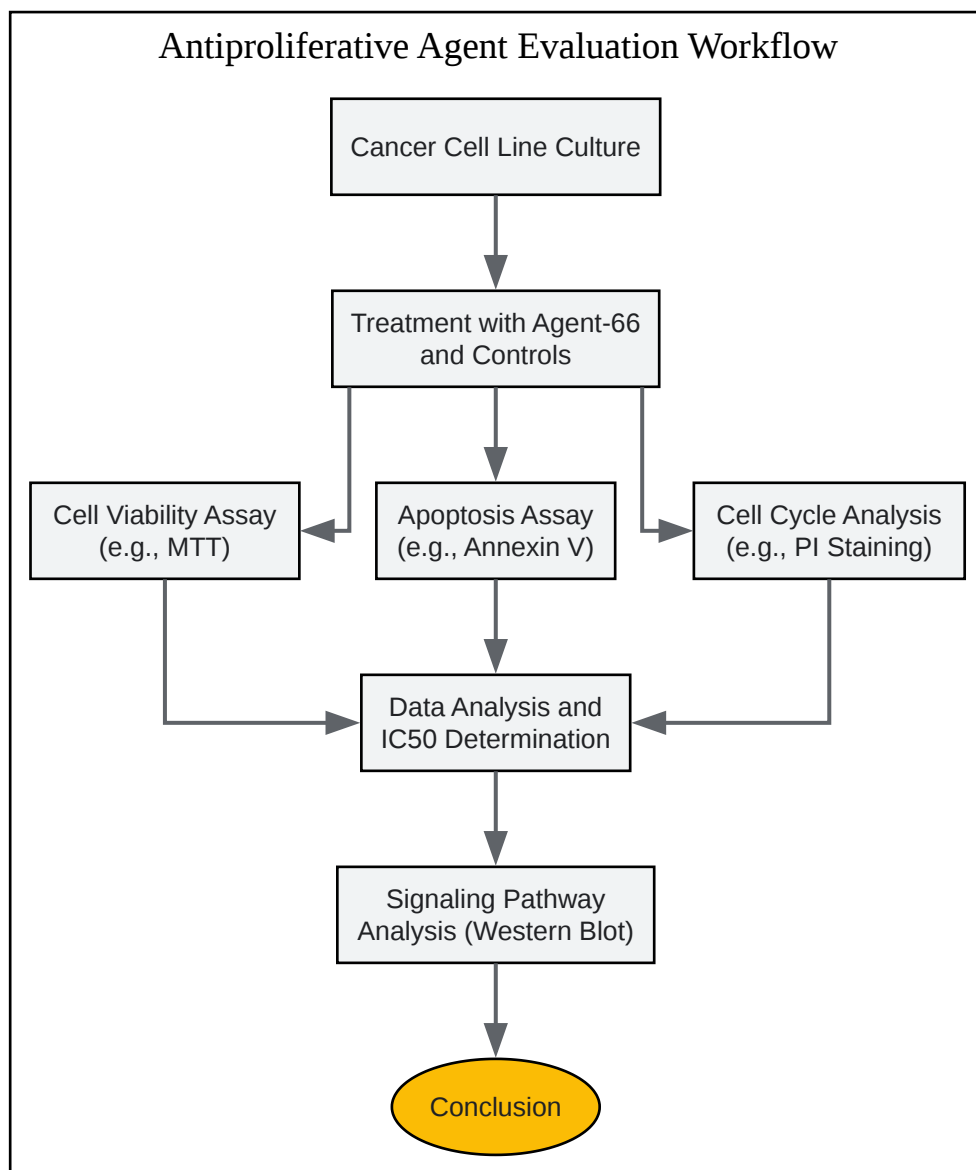 Antiproliferative Agent Evaluation Workflow
Cancer Cell Line Culture
Treatment with Agent-66
and Controls
Cell Viability Assay
(e.g., MTT)
Apoptosis Assay
(e.g., Annexin V)
Cell Cycle Analysis
(e.g., PI Staining)
Data Analysis and
IC50 Determination
Signaling Pathway
Analysis (Western Blot)
Conclusion